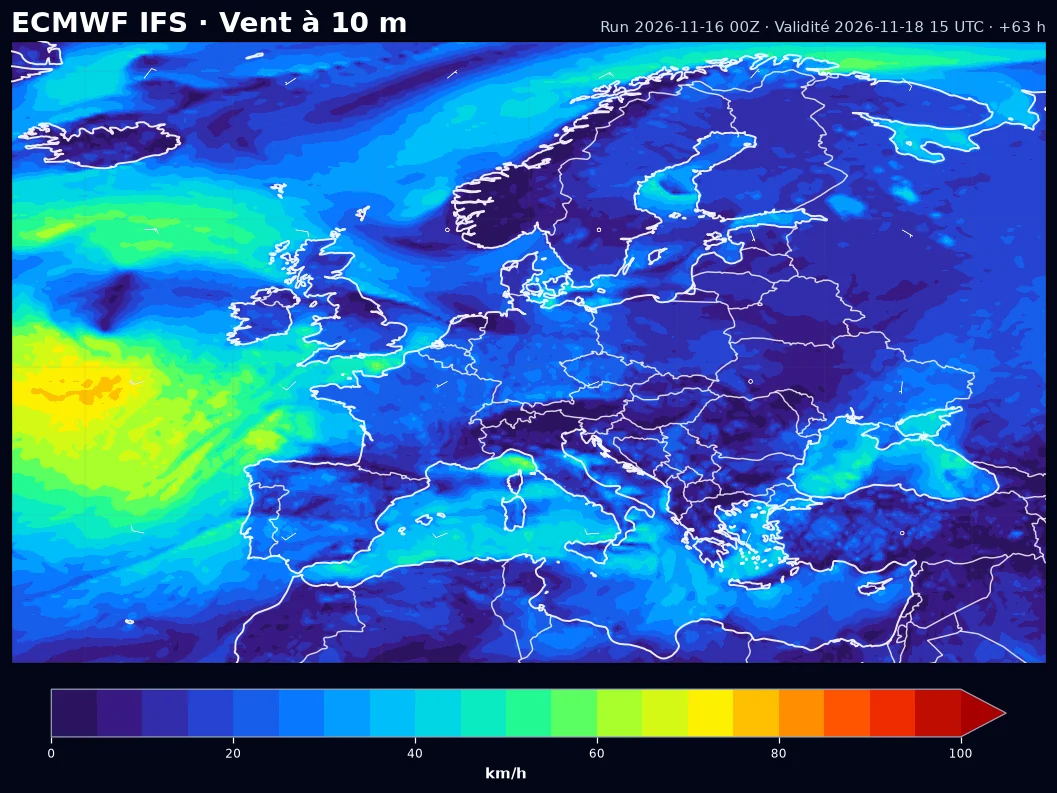 ECMWF IFS · Vent à 10 m
Run 2026-11-16 00Z · Validité 2026-11-18 15 UTC · +63 h
0 20 40 60 80 100
km/h